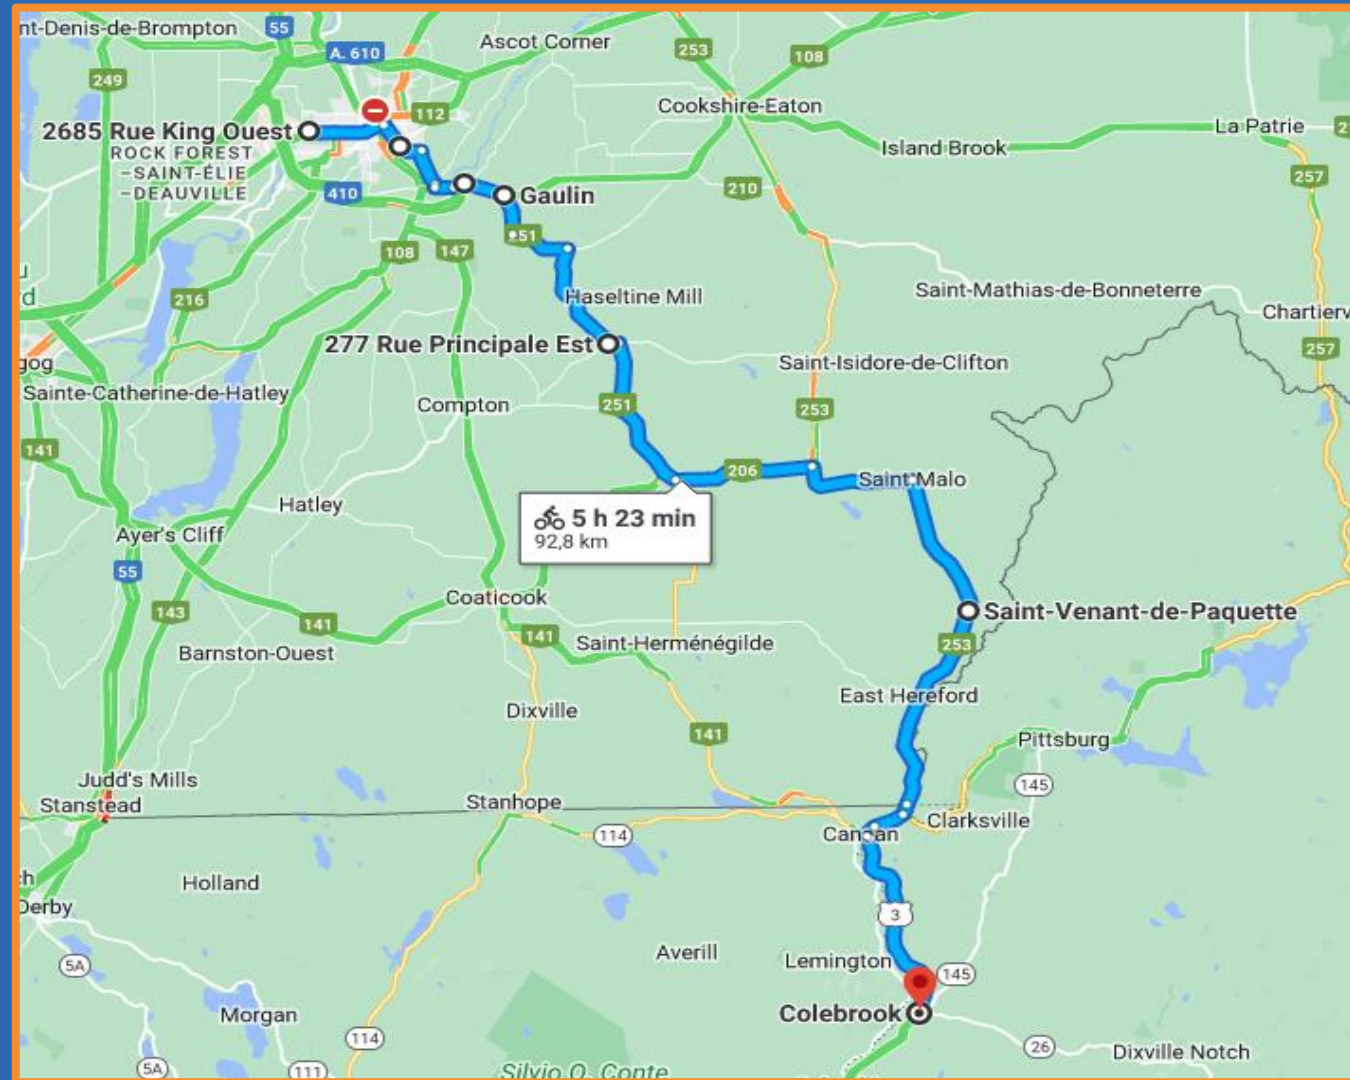 nt-Denis-de-Brompton
55
A. 610
Ascot Corner
253
108
249
112
Cookshire-Eaton
La Patrie
2685 Rue King Ouest
ROCK FOREST
–SAINT-ÉLIE
–DEAUVILLE
Island Brook
257
410
210
Gaulin
251
108
147
216
Haseltine Mill
Saint-Mathias-de-Bonneterre
Chartierv
277 Rue Principale Est
257
gog
Saint-Isidore-de-Clifton
Sainte-Catherine-de-Hatley
Compton
251
253
141
206
Saint Malo
Hatley
5 h 23 min
92,8 km
Ayer's Cliff
55
143
Coaticook
Saint-Venant-de-Paquette
141
141
Saint-Herménégilde
253
Barnston-Ouest
East Hereford
Dixville
141
Pittsburg
145
Judd's Mills
Stanstead
Stanhope
Clarksville
114
Canaan
Holland
Derby
3
Averill
Lemington
145
5A
Colebrook
Morgan
114
26
Dixville Notch
5A
111
Silvio O. Conte